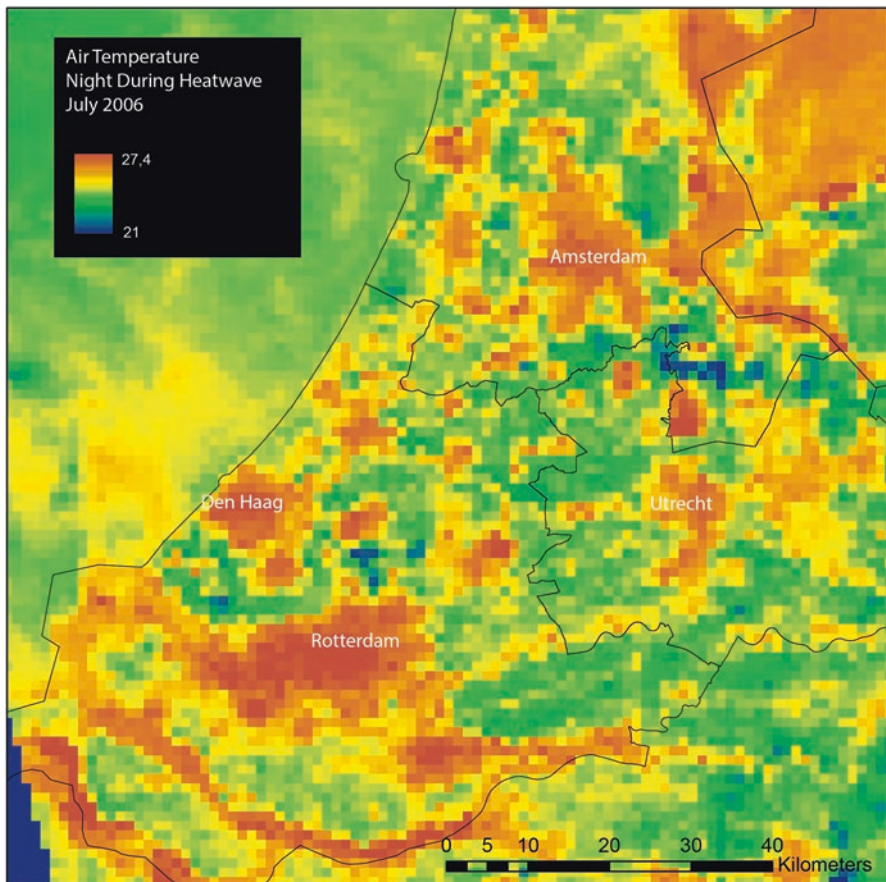 Air Temperature
Night During Heatwave
July 2006
27,4
21
Amsterdam
Den Haag
Utrecht
Rotterdam
0 5 10 20 30 40
Kilometers